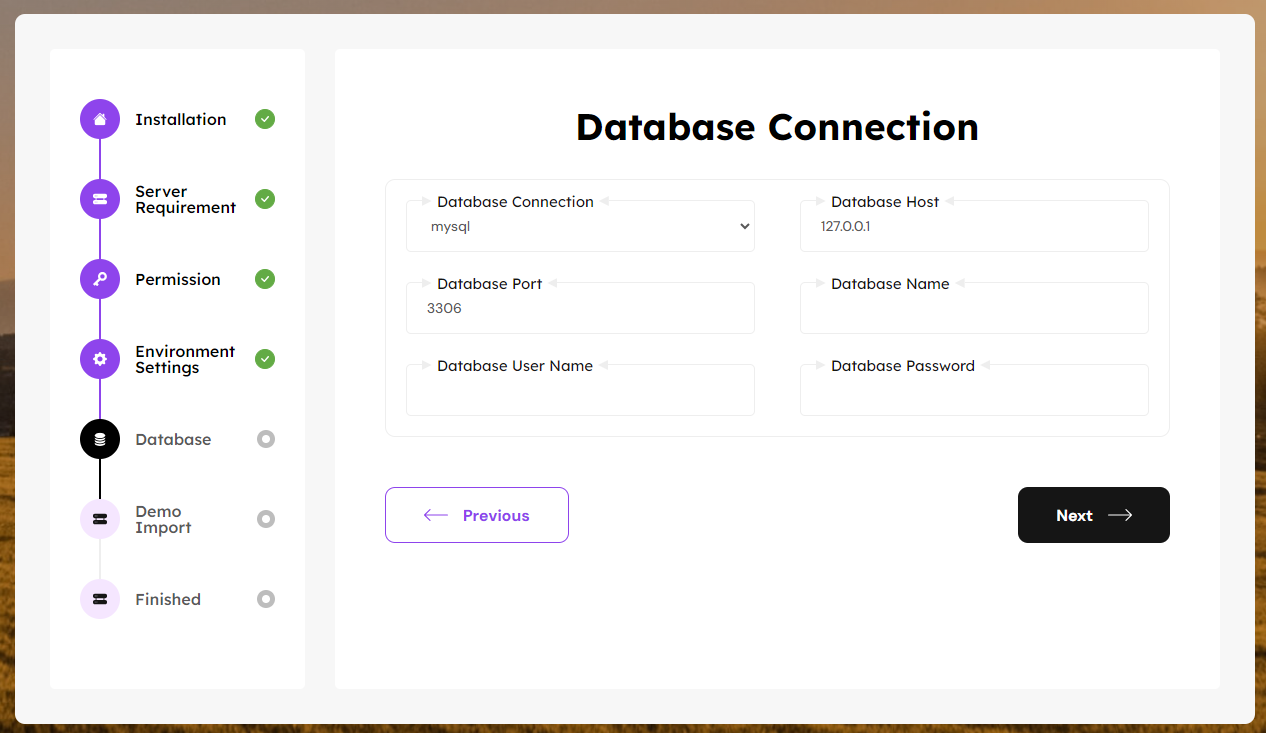 Installation
Server
Requirement
Permission
Environment
Settings
Database
Demo
Import
Finished
Database Connection
Database Connection
mysql
Database Host
127.0.0.1
Database Port
3306
Database Name
Database User Name
Database Password
Previous
Next